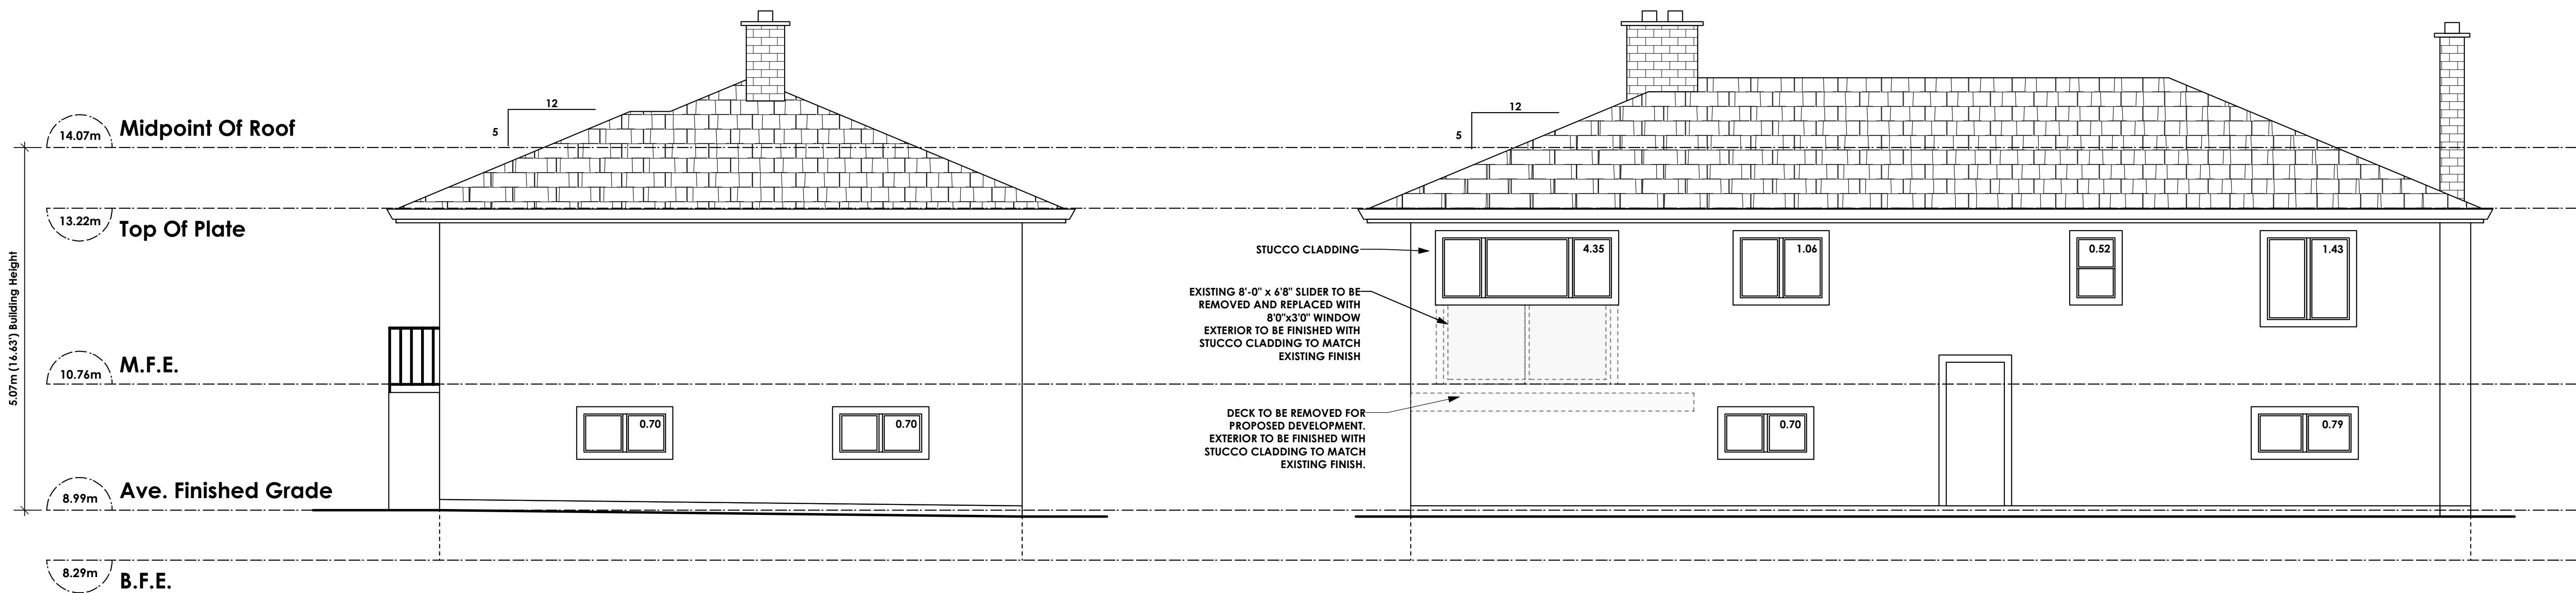 14.07m
Midpoint Of Roof
13.22m
Top Of Plate
10.76m
M.F.E.
8.99m
Ave. Finished Grade
8.29m
B.F.E.
5.07m (16.63') Building Height
12
5
0.70
0.70
12
5
STUCCO CLADDING
EXISTING 8'-0" x 6'8" SLIDER TO BE
REMOVED AND REPLACED WITH
8'0"x3'0" WINDOW
EXTERIOR TO BE FINISHED WITH
STUCCO CLADDING TO MATCH
EXISTING FINISH
DECK TO BE REMOVED FOR
PROPOSED DEVELOPMENT.
EXTERIOR TO BE FINISHED WITH
STUCCO CLADDING TO MATCH
EXISTING FINISH.
4.35
1.06
0.52
1.43
0.70
0.79